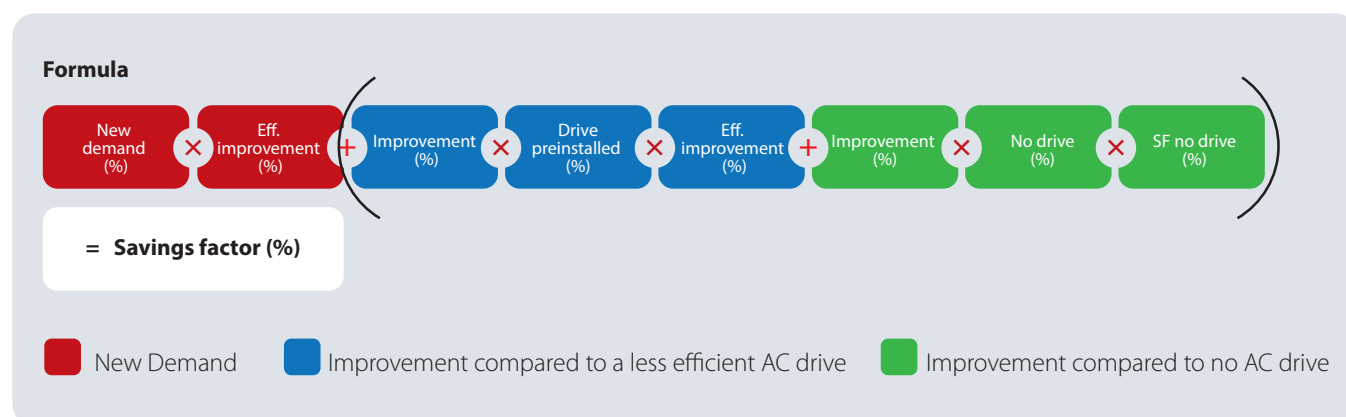 Formula
New
demand
(%)
×
Eff.
improvement
(%)
+
(
Improvement
(%)
×
Drive
preinstalled
(%)
×
Eff.
improvement
(%)
+
Improvement
(%)
×
No drive
(%)
×
SF no drive
(%)
)
= Savings factor (%)
New Demand
Improvement compared to a less efficient AC drive
Improvement compared to no AC drive